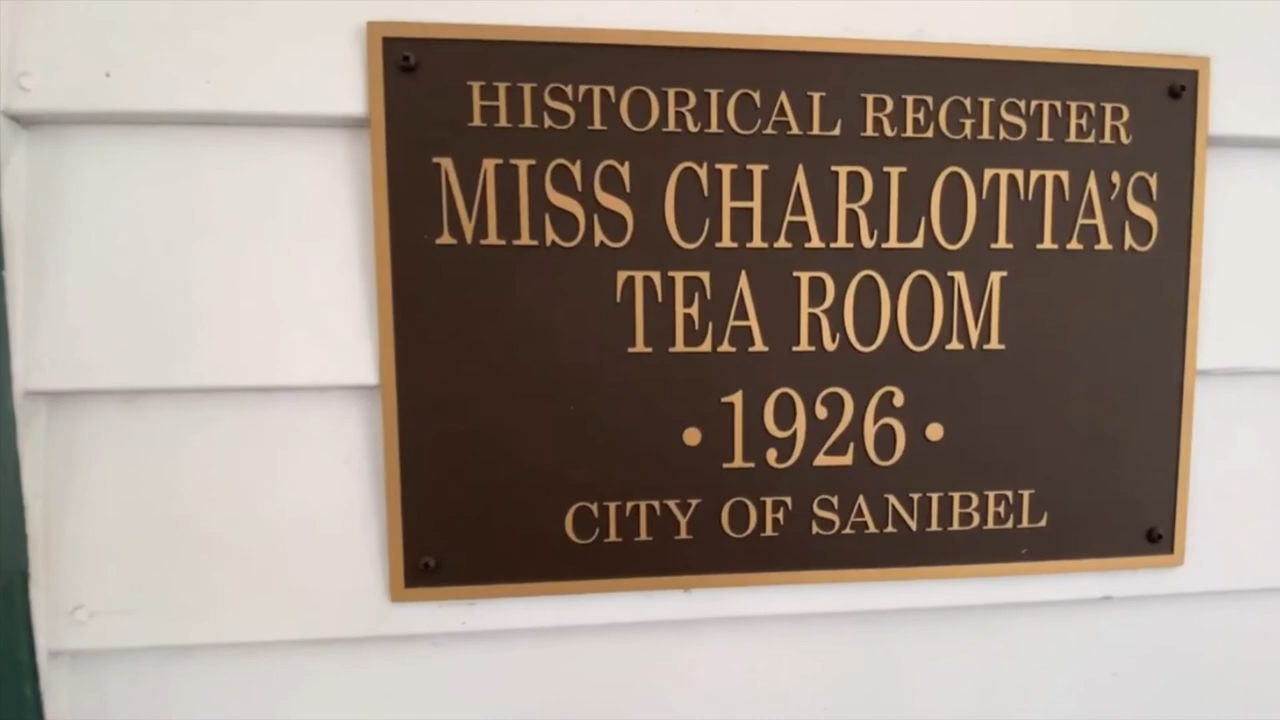 HISTORICAL REGISTER
MISS CHARLOTTA'S
TEA ROOM
•1926•
CITY OF SANIBEL